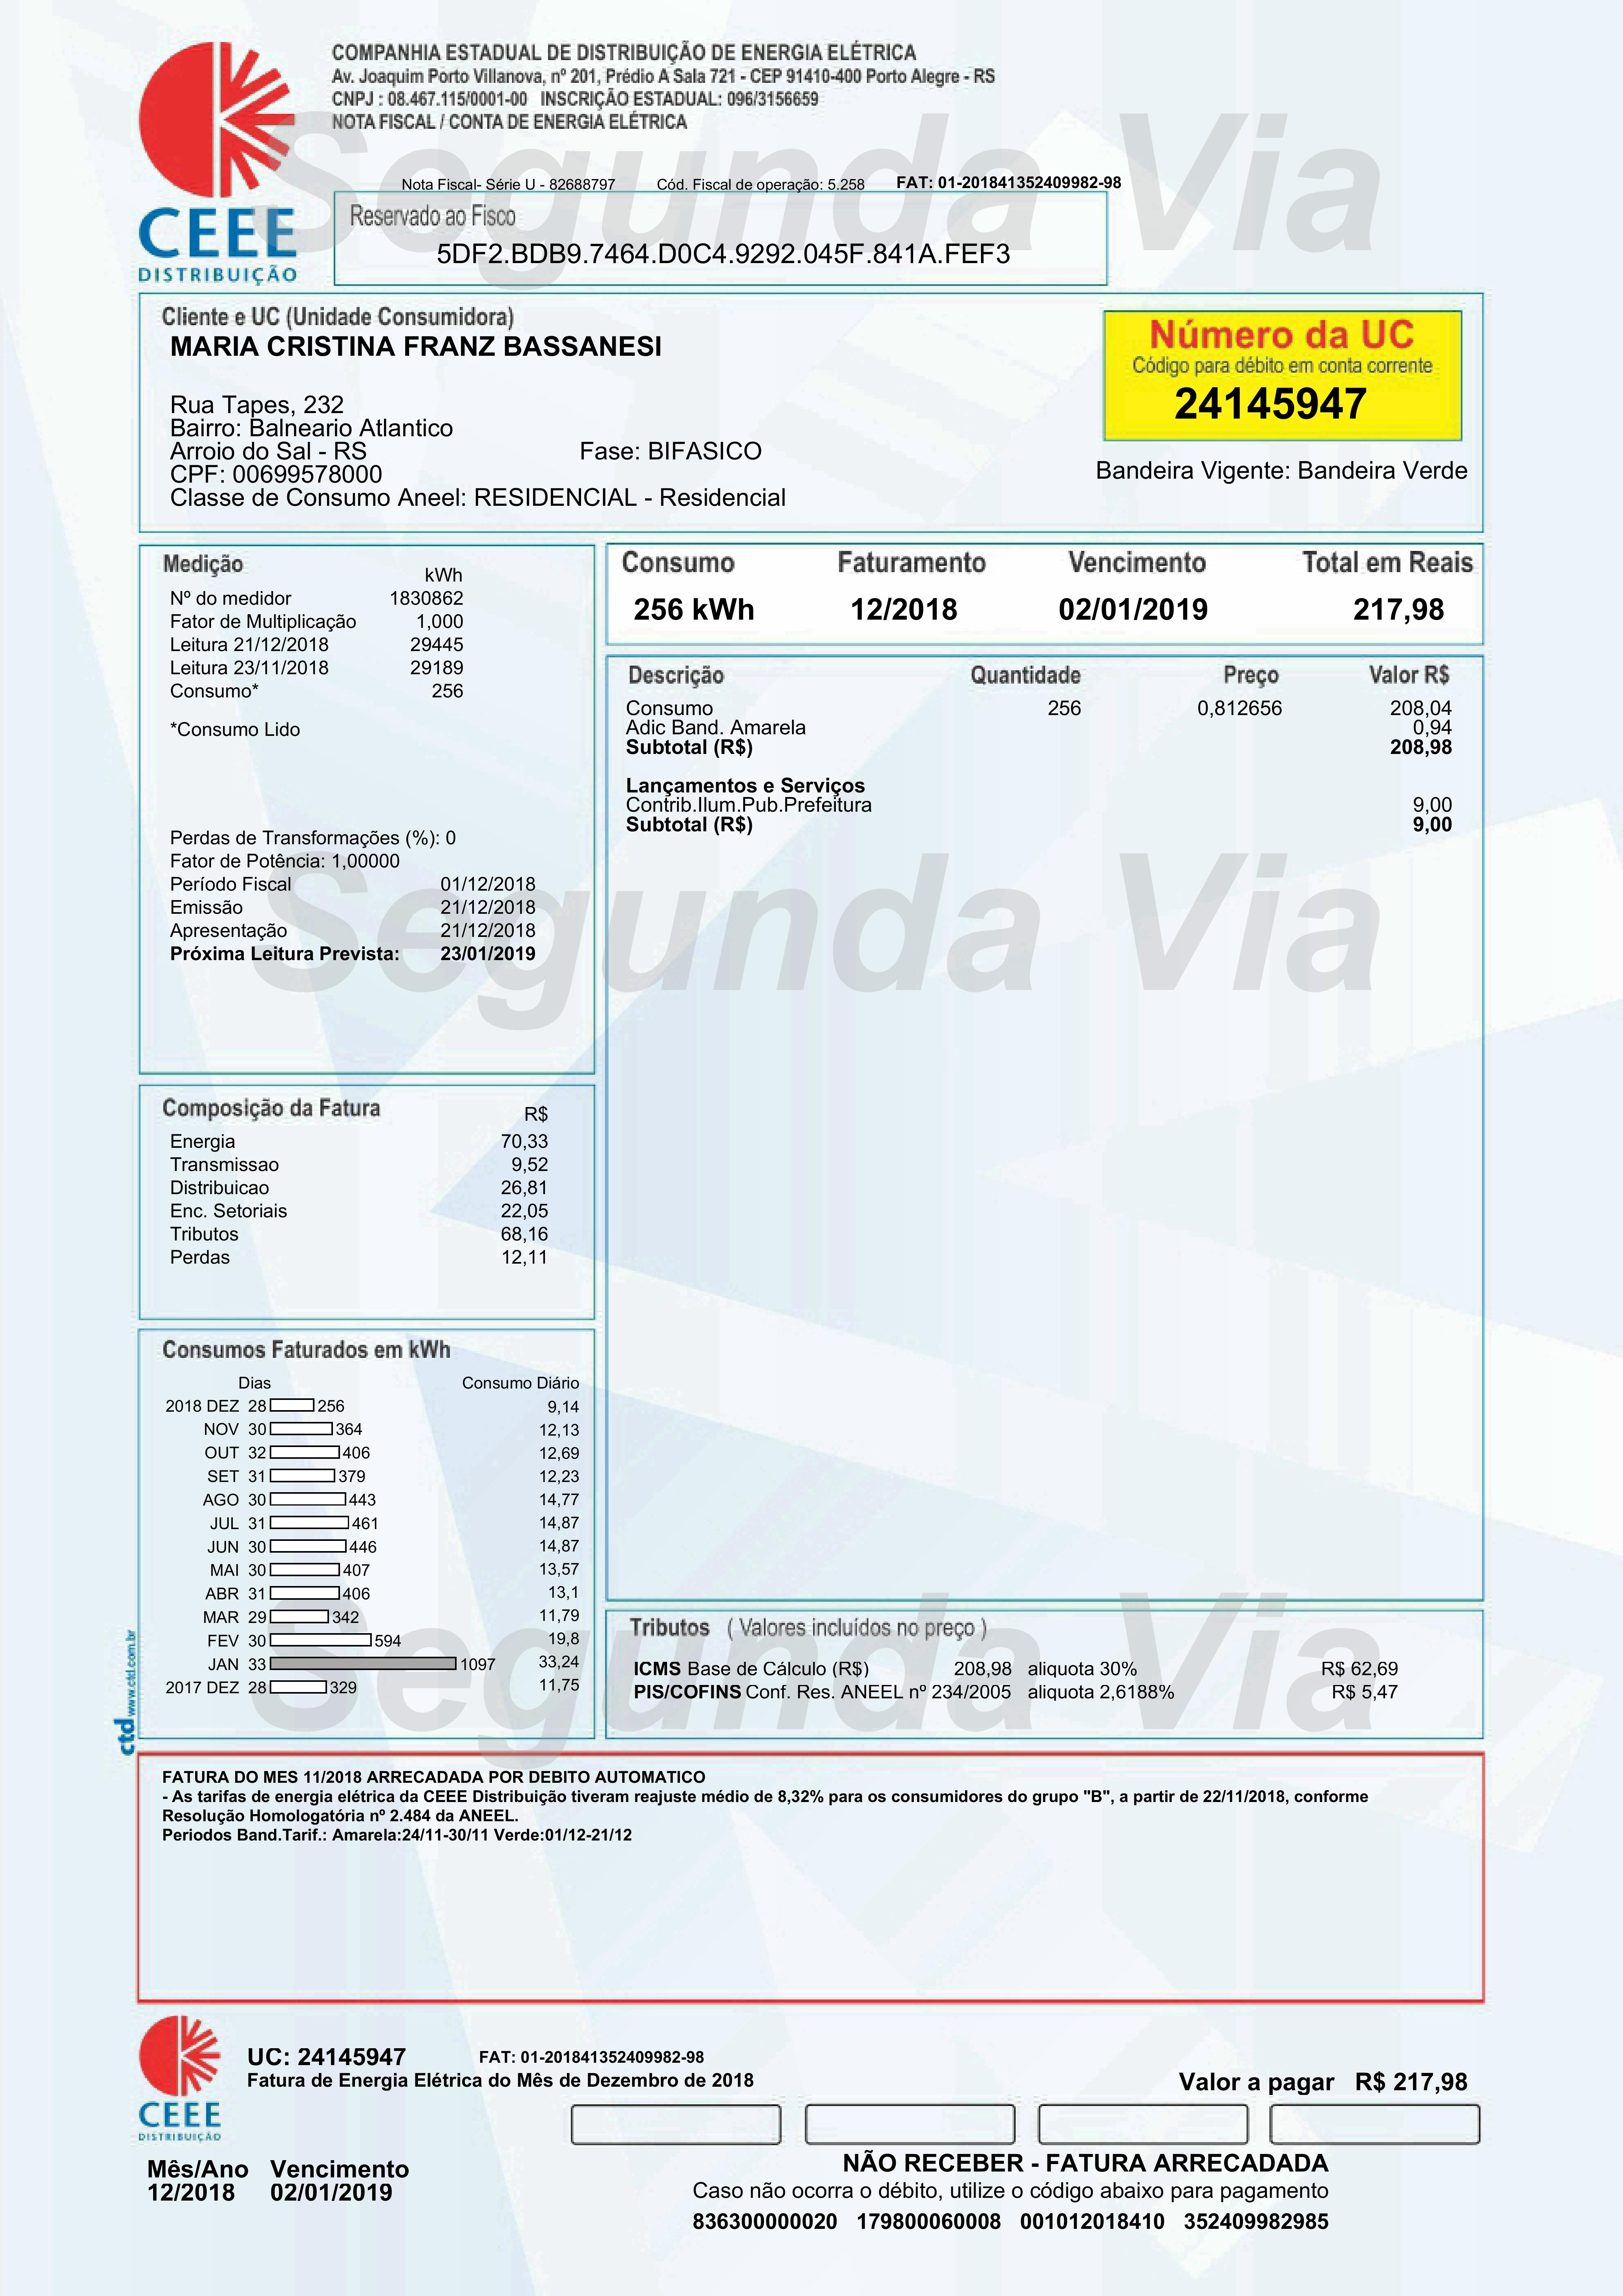 COMPANHIA ESTADUAL DE DISTRIBUIÇÃO DE ENERGIA ELÉTRICA
Av. Joaquim Porto Villanova, nº 201, Prédio A Sala 721 - CEP 91410-400 Porto Alegre - RS
CNPJ : 08.467.115/0001-00 INSCRIÇÃO ESTADUAL: 096/3156659
NOTA FISCAL / CONTA DE ENERGIA ELÉTRICA
Segunda Via
Nota Fiscal- Série U - 82688797 Cód. Fiscal de operação: 5.258 FAT: 01-201841352409982-98
CEEE
DISTRIBUIÇÃO
Reservado ao Fisco
5DF2.BDB9.7464.D0C4.9292.045F.841A.FEF3
Cliente e UC (Unidade Consumidora)
MARIA CRISTINA FRANZ BASSANESI
Rua Tapes, 232
Bairro: Balneario Atlantico
Arroio do Sal - RS Fase: BIFASICO
CPF: 00699578000
Classe de Consumo Aneel: RESIDENCIAL - Residencial
Número da UC
Código para débito em conta corrente
24145947
Bandeira Vigente: Bandeira Verde
Medição
kWh
Nº do medidor 1830862
Fator de Multiplicação 1,000
Leitura 21/12/2018 29445
Leitura 23/11/2018 29189
Consumo* 256
*Consumo Lido
Perdas de Transformações (%): 0
Fator de Potência: 1,00000
Período Fiscal 01/12/2018
Emissão 21/12/2018
Apresentação 21/12/2018
Próxima Leitura Prevista: 23/01/2019
Consumo Faturamento Vencimento Total em Reais
256 kWh 12/2018 02/01/2019 217,98
Descrição Quantidade Preço Valor R$
Consumo 256 0,812656 208,04
Adic Band. Amarela 0,94
Subtotal (R$) 208,98
Lançamentos e Serviços
Contrib.Ilum.Pub.Prefeitura 9,00
Subtotal (R$) 9,00
Segunda Via
Composição da Fatura R$
Energia 70,33
Transmissao 9,52
Distribuicao 26,81
Enc. Setoriais 22,05
Tributos 68,16
Perdas 12,11
Consumos Faturados em kWh
Dias Consumo Diário
2018 DEZ 28 256 9,14
NOV 30 364 12,13
OUT 32 406 12,69
SET 31 379 12,23
AGO 30 443 14,77
JUL 31 461 14,87
JUN 30 446 14,87
MAI 30 407 13,57
ABR 31 406 13,1
MAR 29 342 11,79
FEV 30 594 19,8
JAN 33 1097 33,24
2017 DEZ 28 329 11,75
Segunda Via
Tributos ( Valores incluídos no preço )
ICMS Base de Cálculo (R$) 208,98 aliquota 30% R$ 62,69
PIS/COFINS Conf. Res. ANEEL nº 234/2005 aliquota 2,6188% R$ 5,47
ctd www.ctd.com.br
FATURA DO MES 11/2018 ARRECADADA POR DEBITO AUTOMATICO
- As tarifas de energia elétrica da CEEE Distribuição tiveram reajuste médio de 8,32% para os consumidores do grupo "B", a partir de 22/11/2018, conforme
Resolução Homologatória nº 2.484 da ANEEL.
Periodos Band.Tarif.: Amarela:24/11-30/11 Verde:01/12-21/12
CEEE
DISTRIBUIÇÃO
UC: 24145947 FAT: 01-201841352409982-98
Fatura de Energia Elétrica do Mês de Dezembro de 2018
Valor a pagar R$ 217,98
Mês/Ano Vencimento
12/2018 02/01/2019
NÃO RECEBER - FATURA ARRECADADA
Caso não ocorra o débito, utilize o código abaixo para pagamento
836300000020 179800060008 001012018410 352409982985